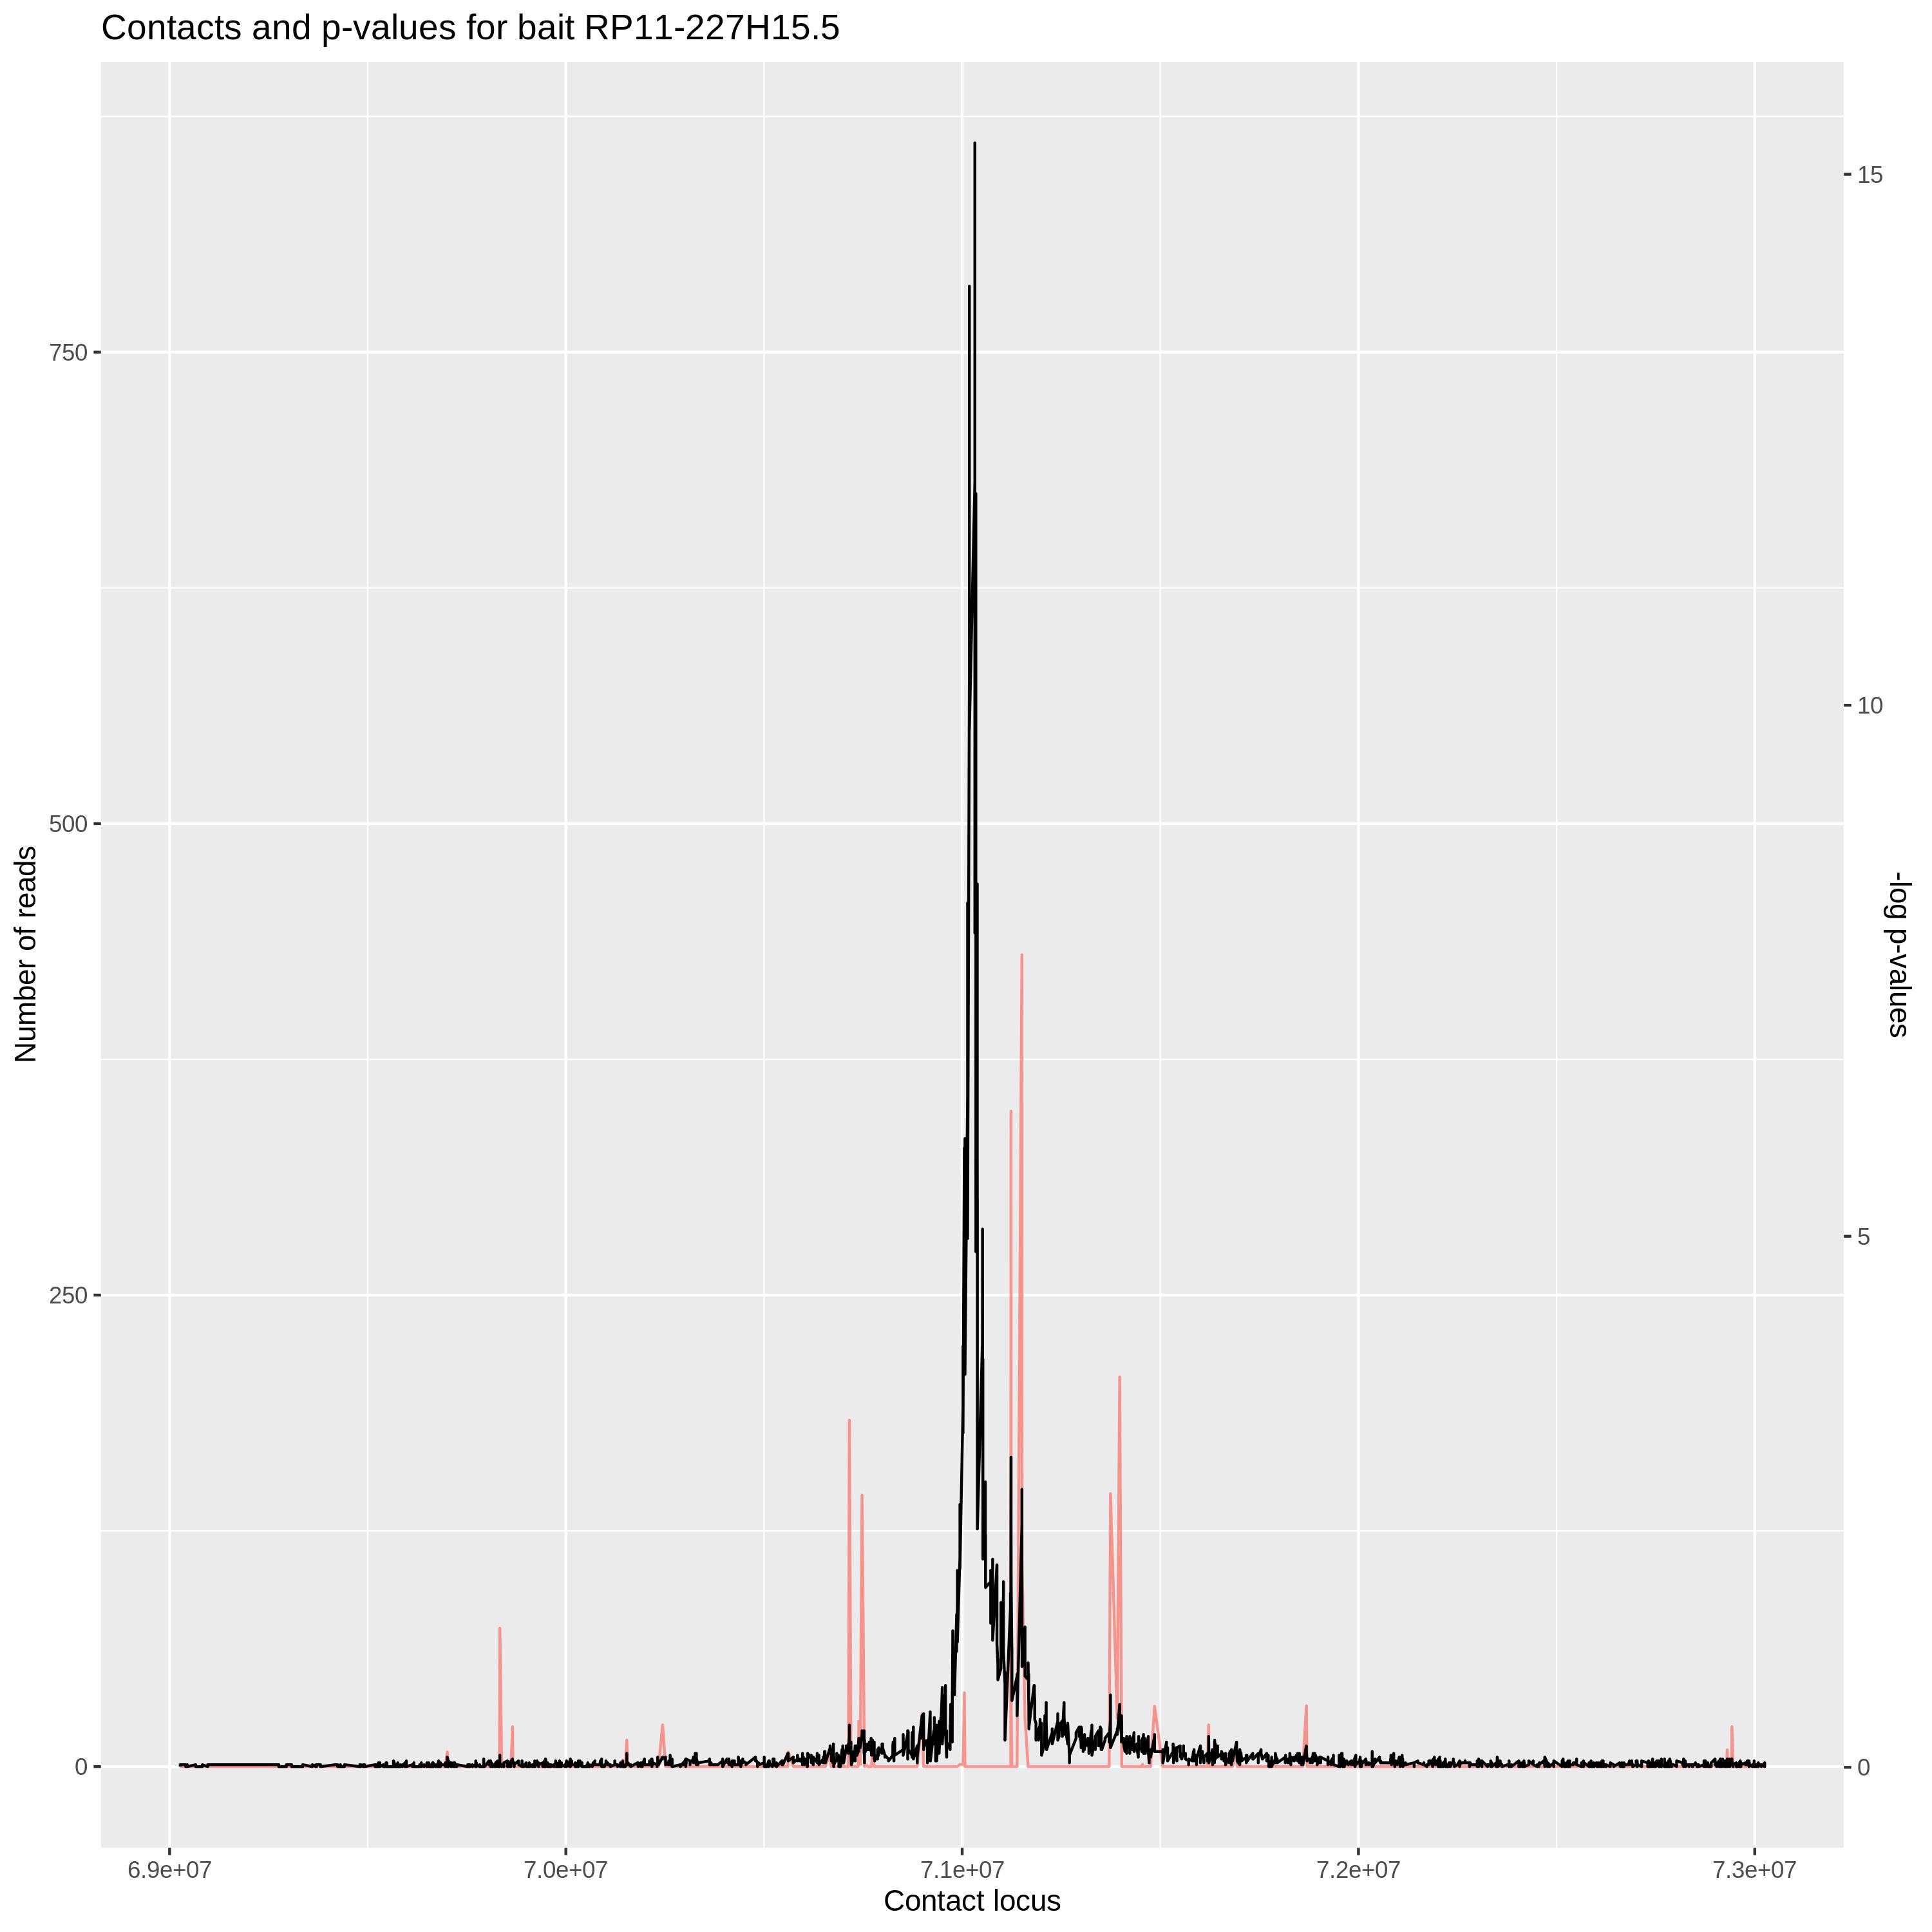 Contacts and p-values for bait RP11-227H15.5
15
750
10
500
Number of reads
-log p-values
5
250
0
0
6.9e+07
7.0e+07
7.1e+07
7.2e+07
7.3e+07
Contact locus